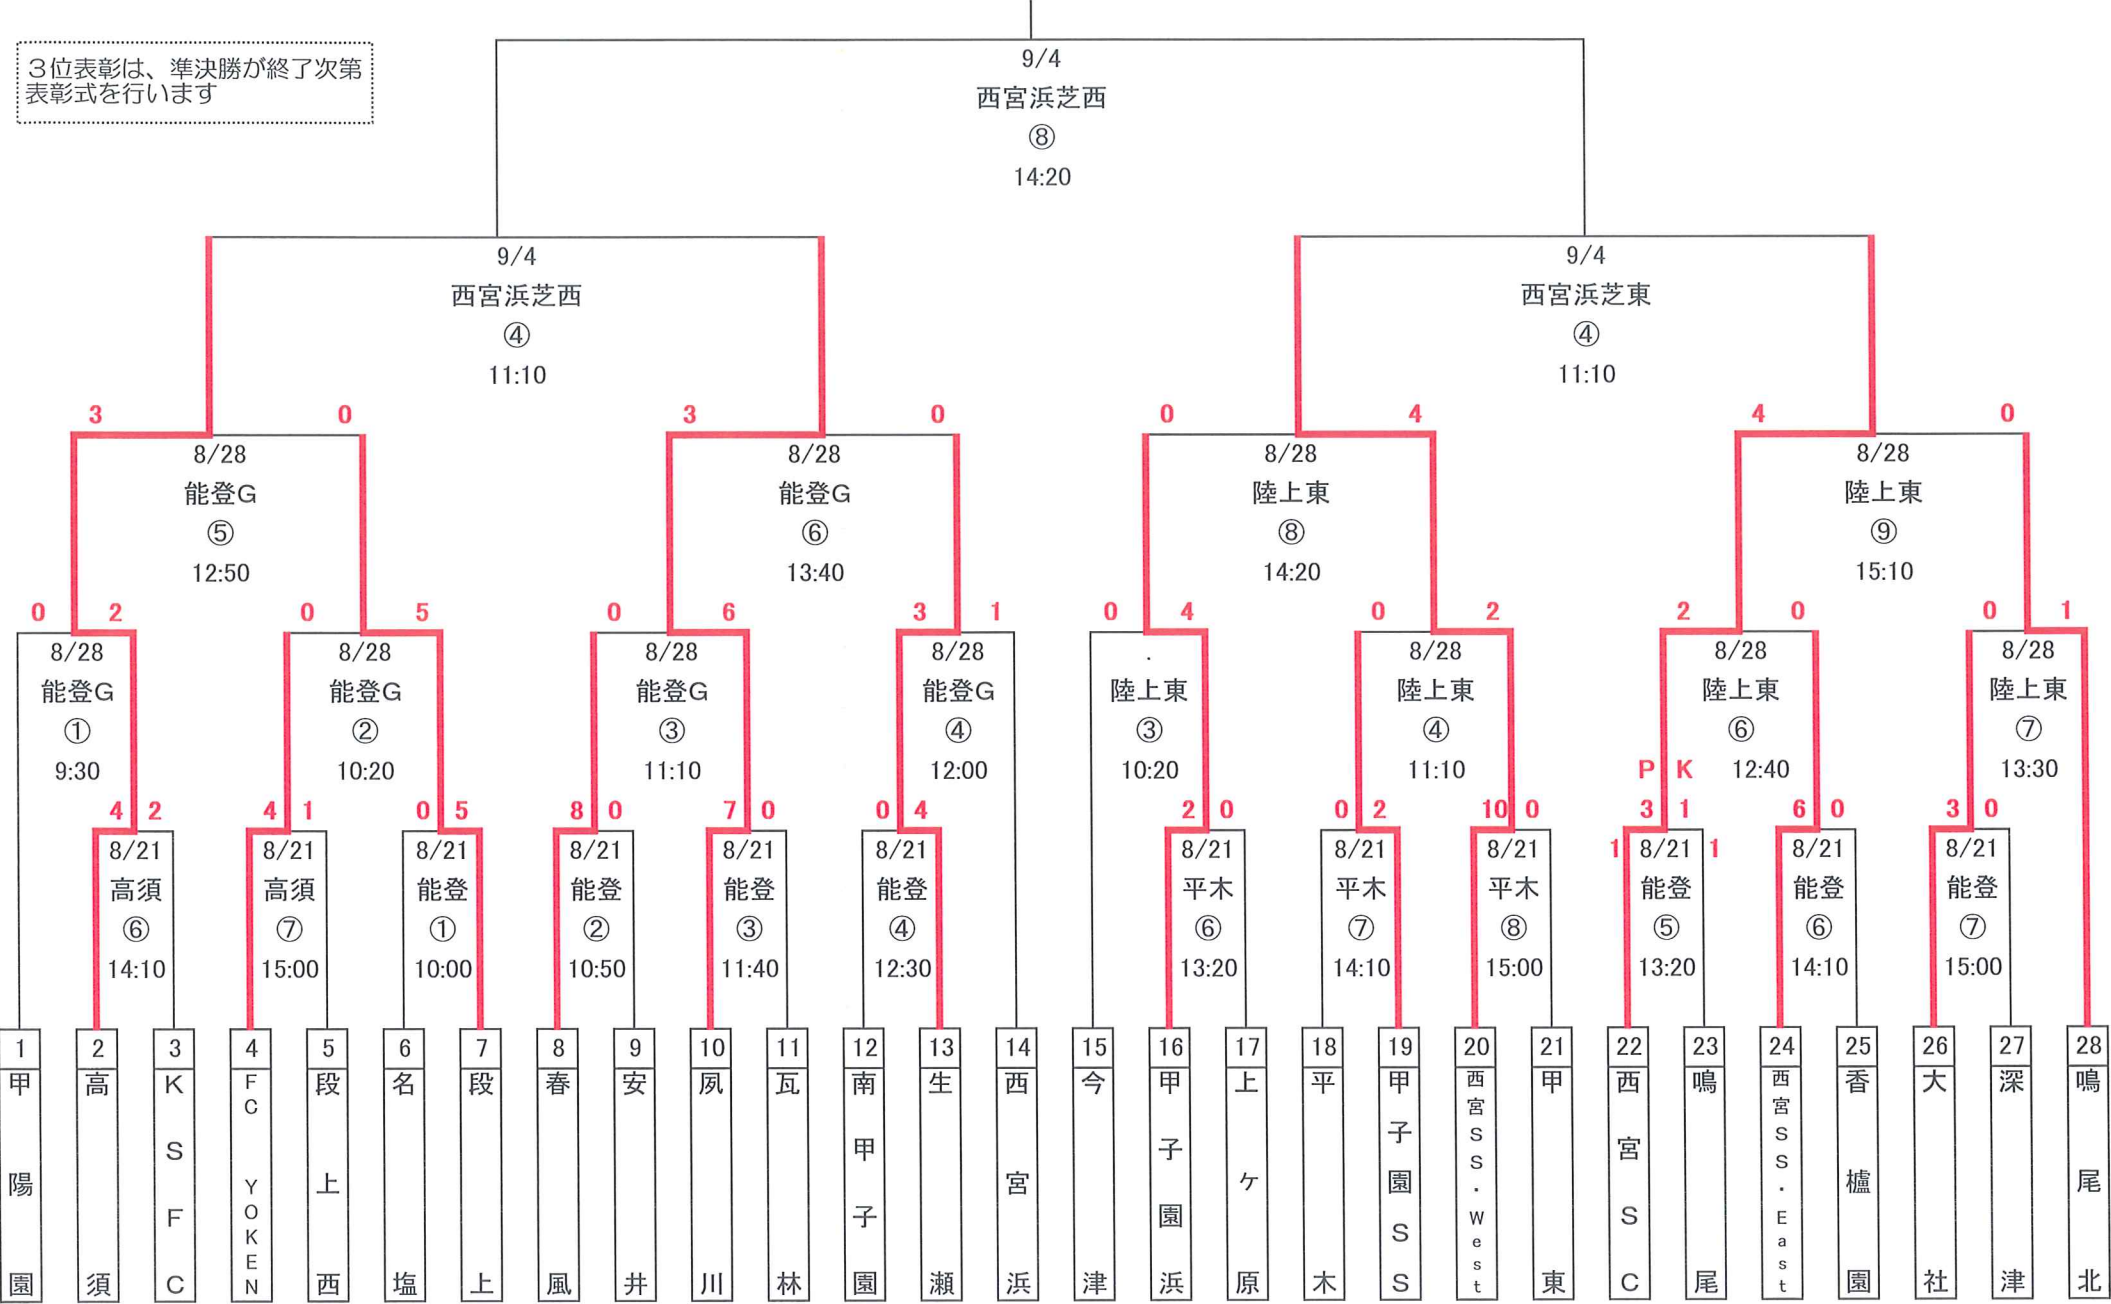 ３位表彰は、準決勝が終了次第
表彰式を行います
9/4
西宮浜芝西
⑧
14:20
9/4
西宮浜芝西
④
11:10
9/4
西宮浜芝東
④
11:10
3 0 3 0 0 4 4 0
8/28
能登G
⑤
12:50
8/28
能登G
⑥
13:40
8/28
陸上東
⑧
14:20
8/28
陸上東
⑨
15:10
0 2 0 5 0 6 3 1 0 4 0 2 2 0 0 1
8/28
能登G
①
9:30
8/28
能登G
②
10:20
8/28
能登G
③
11:10
8/28
能登G
④
12:00
陸上東
③
10:20
8/28
陸上東
④
11:10
8/28
陸上東
⑥
12:40
8/28
陸上東
⑦
13:30
P K
4 2 4 1 0 5 8 0 7 0 0 4 2 0 0 2 10 0 3 1 6 0 3 0
8/21
高須
⑥
14:10
8/21
高須
⑦
15:00
8/21
能登
①
10:00
8/21
能登
②
10:50
8/21
能登
③
11:40
8/21
能登
④
12:30
8/21
平木
⑥
13:20
8/21
平木
⑦
14:10
8/21
平木
⑧
15:00
1 8/21 1
能登
⑤
13:20
8/21
能登
⑥
14:10
8/21
能登
⑦
15:00
1
甲陽園
2
高須
3
KSFC
4
FC YOKEN
5
段上西
6
名塩
7
段上
8
春風
9
安井
10
夙川
11
瓦林
12
南甲子園
13
生瀬
14
西宮浜
15
今津
16
甲子園浜
17
上ケ原
18
平木
19
甲子園SS
20
西宮SS・West
21
甲東
22
西宮SC
23
鳴尾
24
西宮SS・East
25
香櫨園
26
大社
27
深津
28
鳴尾北